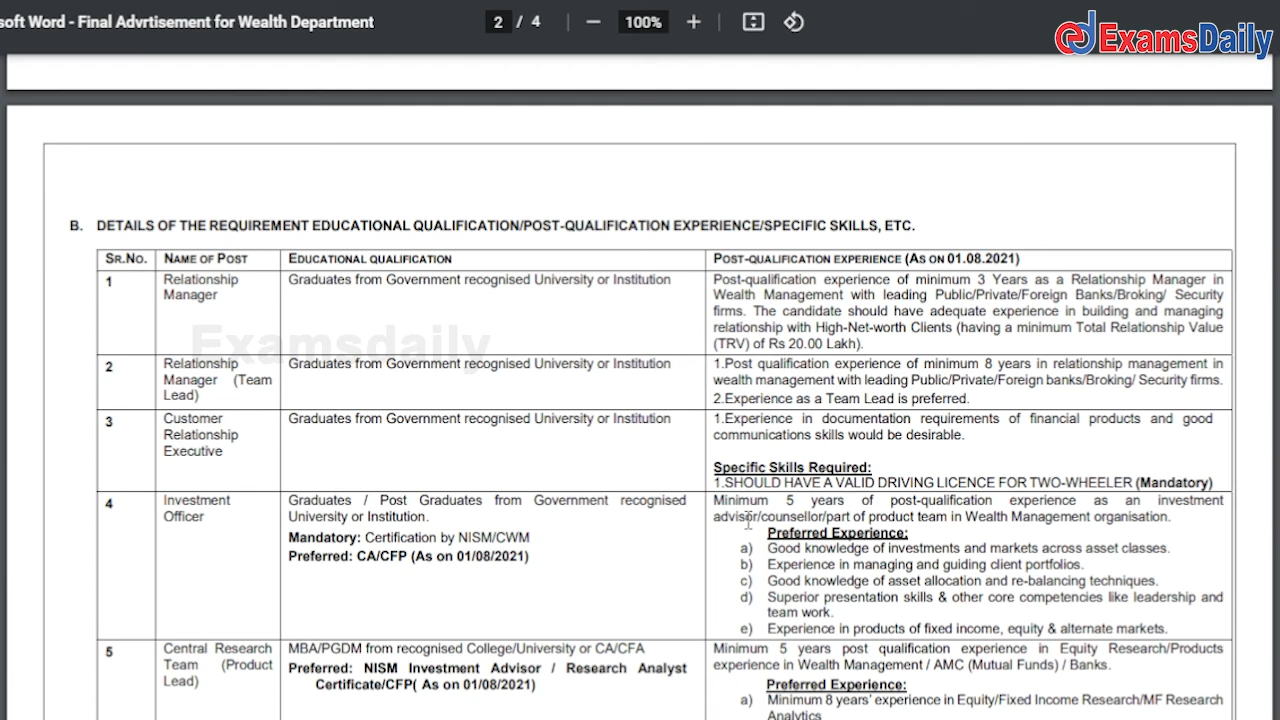 soft Word - Final Advrtisement for Wealth Department
2 / 4
100%
ExamsDaily
B. DETAILS OF THE REQUIREMENT EDUCATIONAL QUALIFICATION/POST-QUALIFICATION EXPERIENCE/SPECIFIC SKILLS, ETC.
SR.NO. NAME OF POST EDUCATIONAL QUALIFICATION POST-QUALIFICATION EXPERIENCE (AS ON 01.08.2021)
1
Relationship
Manager
Graduates from Government recognised University or Institution
Post-qualification experience of minimum 3 Years as a Relationship Manager in
Wealth Management with leading Public/Private/Foreign Banks/Broking/ Security
firms. The candidate should have adequate experience in building and managing
relationship with High-Net-worth Clients (having a minimum Total Relationship Value
(TRV) of Rs 20.00 Lakh).
Examsdaily
2
Relationship
Manager (Team
Lead)
Graduates from Government recognised University or Institution
1.Post qualification experience of minimum 8 years in relationship management in
wealth management with leading Public/Private/Foreign banks/Broking/ Security firms.
2.Experience as a Team Lead is preferred.
3
Customer
Relationship
Executive
Graduates from Government recognised University or Institution
1.Experience in documentation requirements of financial products and good
communications skills would be desirable.
Specific Skills Required:
1.SHOULD HAVE A VALID DRIVING LICENCE FOR TWO-WHEELER (Mandatory)
4
Investment
Officer
Graduates / Post Graduates from Government recognised
University or Institution.
Mandatory: Certification by NISM/CWM
Preferred: CA/CFP (As on 01/08/2021)
Minimum 5 years of post-qualification experience as an investment
advisor/counsellor/part of product team in Wealth Management organisation.
Preferred Experience:
a) Good knowledge of investments and markets across asset classes.
b) Experience in managing and guiding client portfolios.
c) Good knowledge of asset allocation and re-balancing techniques.
d) Superior presentation skills & other core competencies like leadership and
team work.
e) Experience in products of fixed income, equity & alternate markets.
5
Central Research
Team (Product
Lead)
MBA/PGDM from recognised College/University or CA/CFA
Preferred: NISM Investment Advisor / Research Analyst
Certificate/CFP( As on 01/08/2021)
Minimum 5 years post qualification experience in Equity Research/Products
experience in Wealth Management / AMC (Mutual Funds) / Banks.
Preferred Experience:
a) Minimum 8 years' experience in Equity/Fixed Income Research/MF Research
Analytics